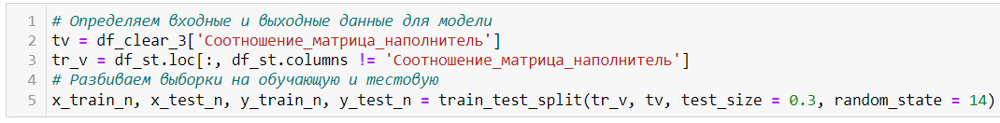 1 # Определяем входные и выходные данные для модели
2 tv = df_clear_3['Соотношение_матрица_наполнитель']
3 tr_v = df_st.loc[:, df_st.columns != 'Соотношение_матрица_наполнитель']
4 # Разбиваем выборки на обучающую и тестовую
5 x_train_n, x_test_n, y_train_n, y_test_n = train_test_split(tr_v, tv, test_size = 0.3, random_state = 14)